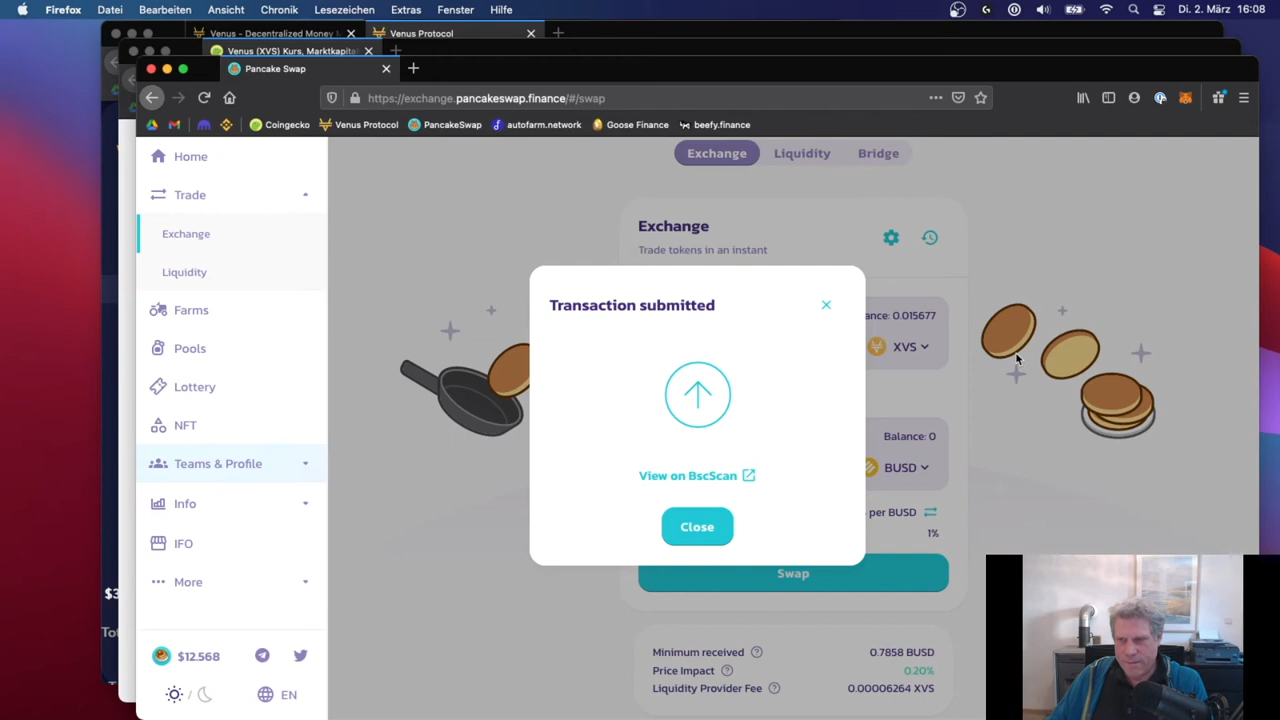 Firefox Datei Bearbeiten Ansicht Chronik Lesezeichen Extras Fenster Hilfe Di. 2. März 16:08
Venus - Decentralized Money Venus Protocol
Venus (XVS) Kurs, Marktkapita
Pancake Swap
https://exchange.pancakeswap.finance/#/swap
Coingecko Venus Protocol PancakeSwap autofarm.network Goose Finance beefy.finance
Home
Trade
Exchange
Liquidity
Farms
Pools
Lottery
NFT
Teams & Profile
Info
IFO
More
$12.568
EN
Exchange Liquidity Bridge
Exchange
Trade tokens in an instant
ance: 0.015677
XVS
Balance: 0
BUSD
per BUSD
1%
Swap
Minimum received 0.7858 BUSD
Price Impact 0.20%
Liquidity Provider Fee 0.00006264 XVS
Transaction submitted
View on BscScan
Close
$3
Tot